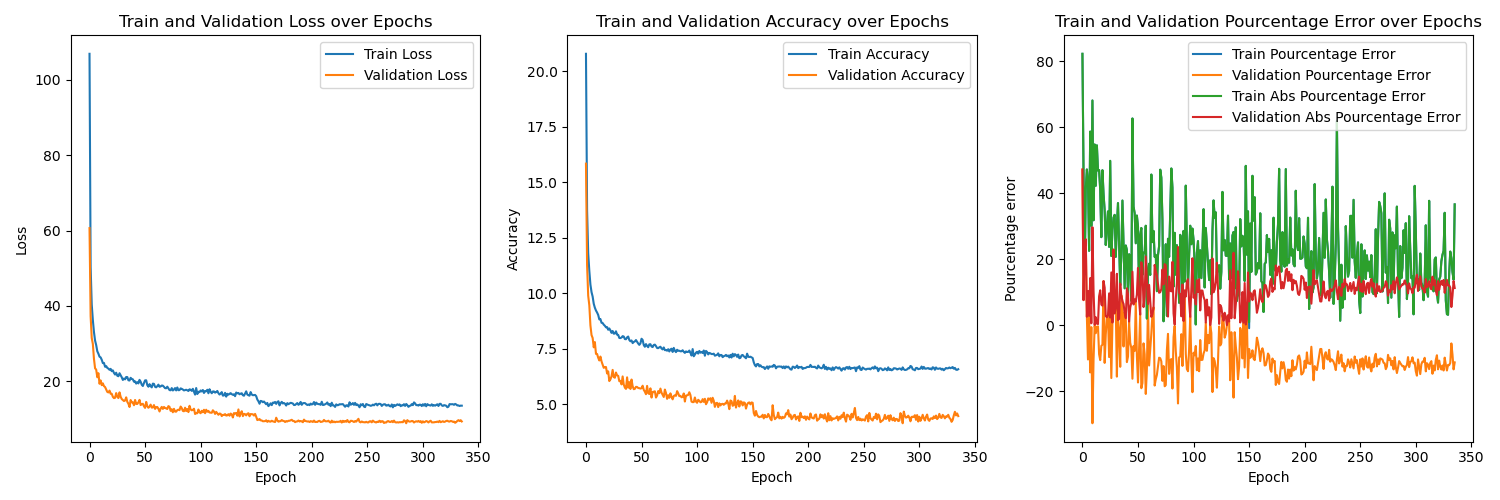 Train and Validation Loss over Epochs
Train Loss
Validation Loss
100
80
60
40
20
0
50
100
150
200
250
300
350
Loss
Epoch
Train and Validation Accuracy over Epochs
Train Accuracy
Validation Accuracy
20.0
17.5
15.0
12.5
10.0
7.5
5.0
0
50
100
150
200
250
300
350
Accuracy
Epoch
Train and Validation Pourcentage Error over Epochs
Train Pourcentage Error
Validation Pourcentage Error
Train Abs Pourcentage Error
Validation Abs Pourcentage Error
80
60
40
20
0
−20
0
50
100
150
200
250
300
350
Pourcentage error
Epoch